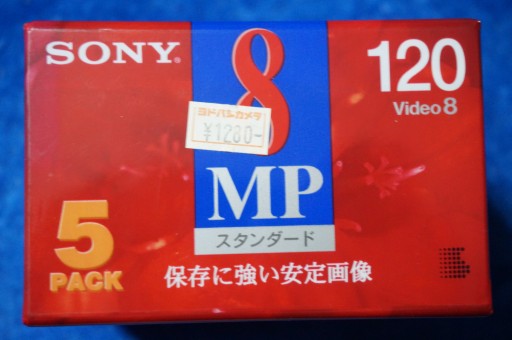 SONY®
8
120
Video 8
ヨドバシカメラ
¥1280-
MP
スタンダード
5
PACK
保存に強い安定画像